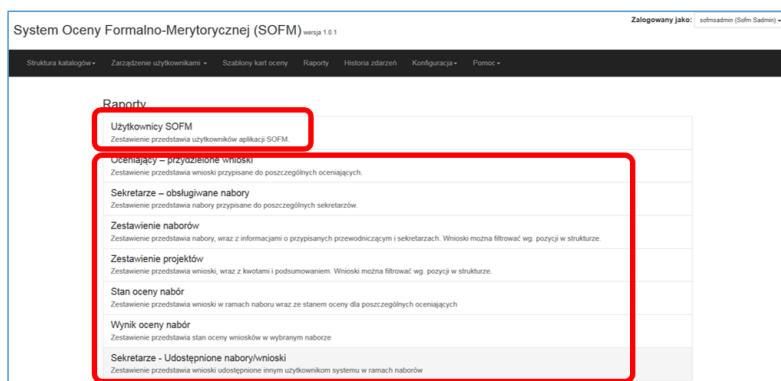 Zalogowany jako: sofmsadmin (Sofm Sadmin)
System Oceny Formalno-Merytorycznej (SOFM) wersja 1.0.1
Struktura katalogów Zarządzenie użytkownikami Szablony kart oceny Raporty Historia zdarzeń Konfiguracja Pomoc
Raporty
Użytkownicy SOFM
Zestawienie przedstawia użytkowników aplikacji SOFM.
Oceniający – przydzielone wnioski
Zestawienie przedstawia wnioski przypisane do poszczególnych oceniających.
Sekretarze – obsługiwane nabory
Zestawienie przedstawia nabory przypisane do poszczególnych sekretarzów.
Zestawienie naborów
Zestawienie przedstawia nabory, wraz z informacjami o przypisanych przewodniczącym i sekretarzach. Wnioski można filtrować wg. pozycji w strukturze.
Zestawienie projektów
Zestawienie przedstawia wnioski, wraz z kwotami i podsumowaniem. Wnioski można filtrować wg. pozycji w strukturze.
Stan oceny nabór
Zestawienie przedstawia wnioski w ramach naboru wraz ze stanem oceny dla poszczególnych oceniających
Wynik oceny nabór
Zestawienie przedstawia stan oceny wniosków w wybranym naborze
Sekretarze - Udostępnione nabory/wnioski
Zestawienie przedstawia wnioski udostępnione innym użytkownikom systemu w ramach naborów